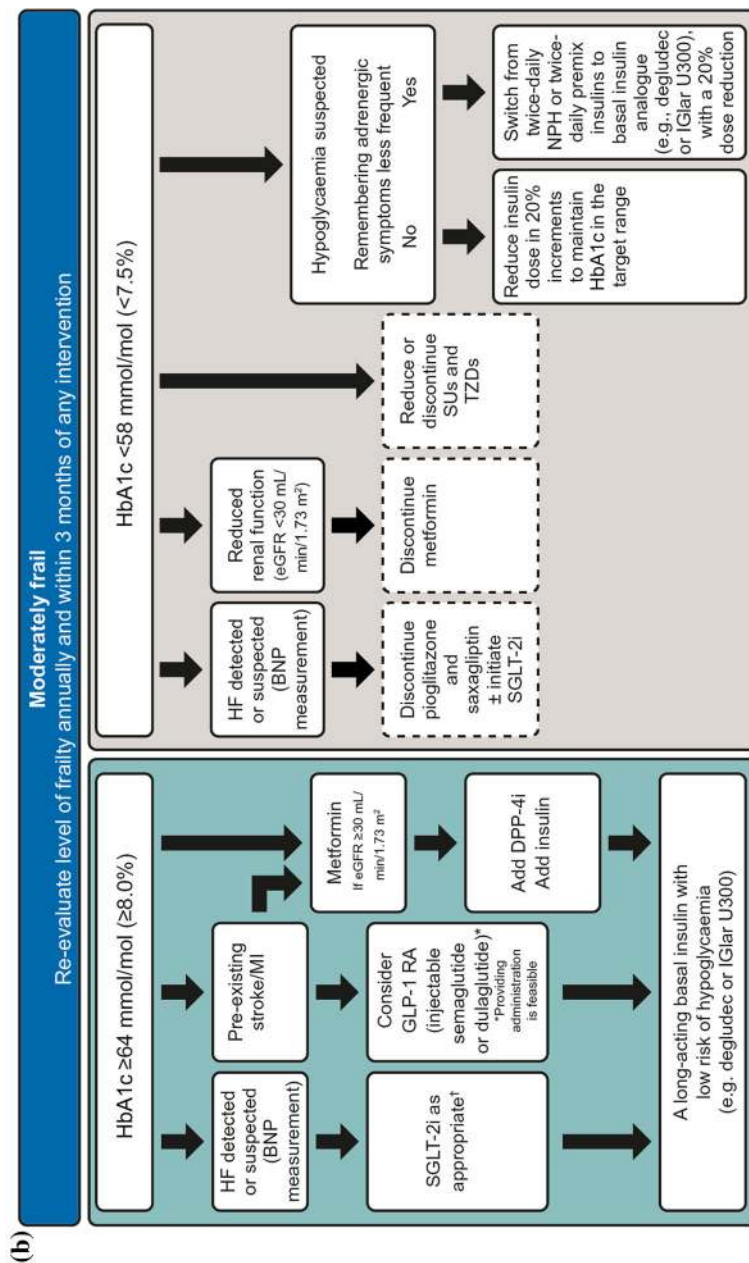 (b)
Moderately frail
Re-evaluate level of frailty annually and within 3 months of any intervention
HbA1c ≥64 mmol/mol (≥8.0%)
HF detected
or suspected
(BNP
measurement)
Pre-existing
stroke/MI
SGLT-2i as
appropriate†
Consider
GLP-1 RA
(injectable
semaglutide
or dulaglutide)*
*Providing
administration
is feasible
Metformin
If eGFR ≥30 mL/
min/1.73 m²
Add DPP-4i
Add insulin
A long-acting basal insulin with
low risk of hypoglycaemia
(e.g. degludec or IGlar U300)
HbA1c <58 mmol/mol (<7.5%)
HF detected
or suspected
(BNP
measurement)
Reduced
renal function
(eGFR <30 mL/
min/1.73 m²)
Discontinue
pioglitazone
and
saxagliptin
± initiate
SGLT-2i
Discontinue
metformin
Reduce or
discontinue
SUs and
TZDs
Hypoglycaemia suspected
Remembering adrenergic
symptoms less frequent
No Yes
Reduce insulin
dose in 20%
increments
to maintain
HbA1c in the
target range
Switch from
twice-daily
NPH or twice-
daily premix
insulins to
basal insulin
analogue
(e.g., degludec
or IGlar U300),
with a 20%
dose reduction